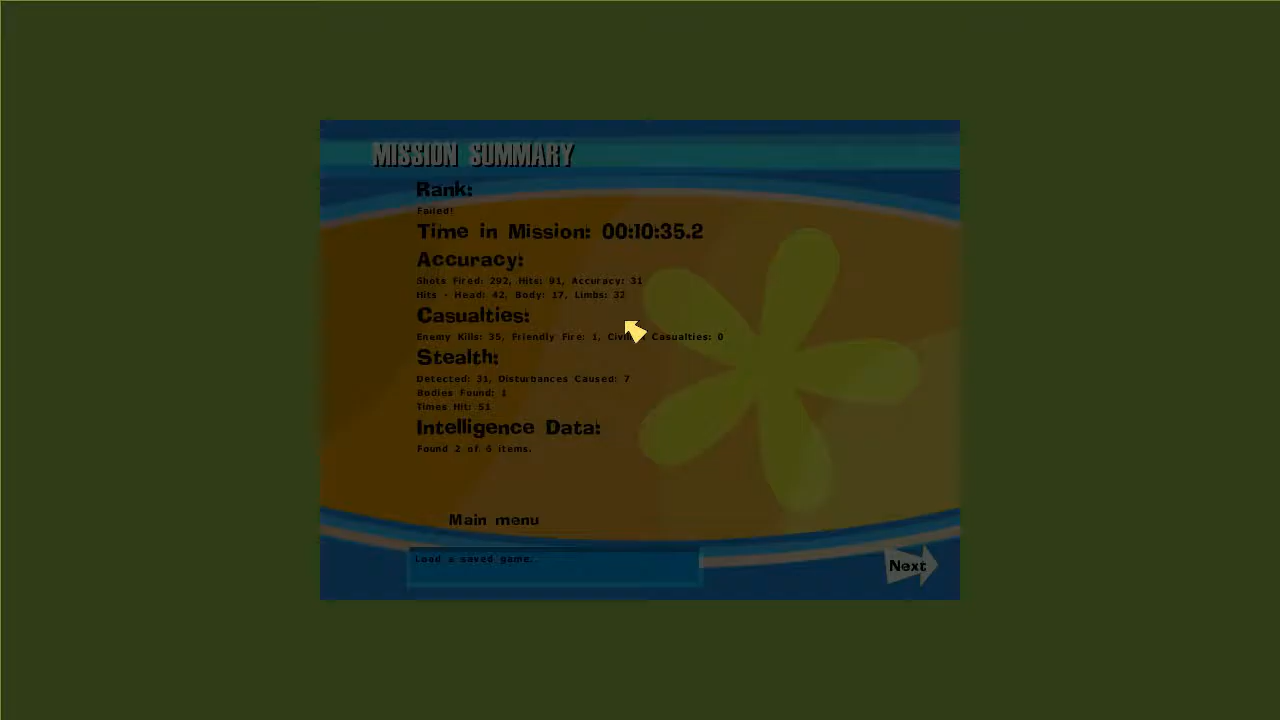 MISSION SUMMARY
Rank:
Failed!
Time in Mission: 00:10:35.2
Accuracy:
Shots Fired: 292, Hits: 91, Accuracy: 31
Hits - Head: 42, Body: 17, Limbs: 32
Casualties:
Enemy Kills: 35, Friendly Fire: 1, Civilian Casualties: 0
Stealth:
Detected: 31, Disturbances Caused: 7
Bodies Found: 1
Times Hit: 51
Intelligence Data:
Found 2 of 6 items.
Main menu
Load a saved game.
Next